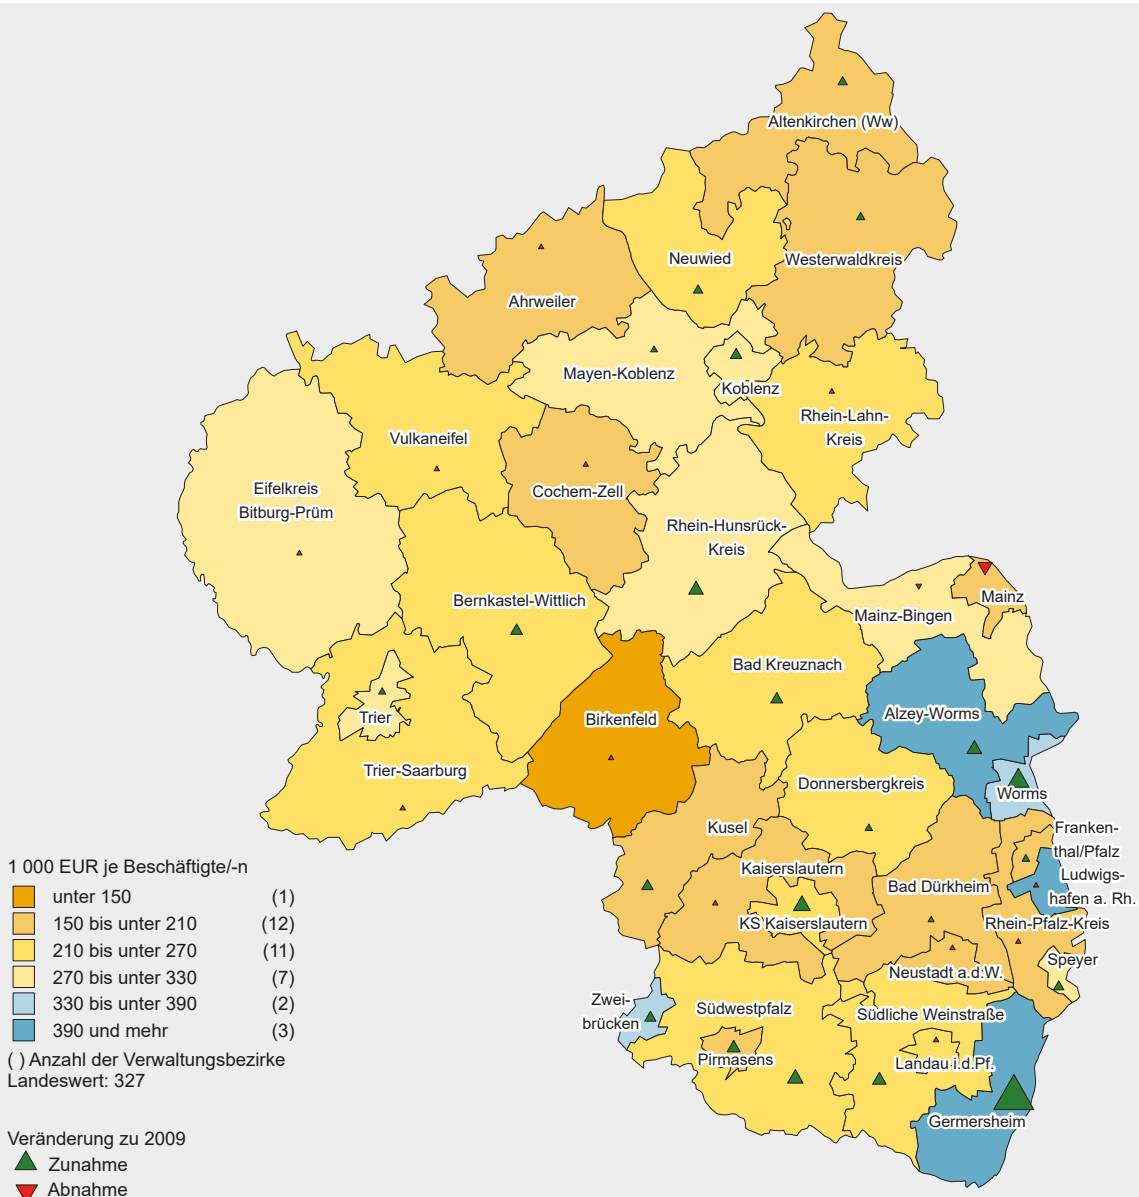 Altenkirchen (Ww)
Neuwied
Westerwaldkreis
Ahrweiler
Mayen-Koblenz
Koblenz
Rhein-Lahn-
Kreis
Vulkaneifel
Cochem-Zell
Eifelkreis
Bitburg-Prüm
Rhein-Hunsrück-
Kreis
Bernkastel-Wittlich
Mainz
Mainz-Bingen
Bad Kreuznach
Trier
Birkenfeld
Alzey-Worms
Trier-Saarburg
Donnersbergkreis
Worms
Kusel
Franken-
thal/Pfalz
Kaiserslautern
Ludwigs-
hafen a. Rh.
Bad Dürkheim
KS Kaiserslautern
Rhein-Pfalz-Kreis
Neustadt a.d.W.
Speyer
Zwei-
brücken
Südwestpfalz
Südliche Weinstraße
Pirmasens
Landau i.d.Pf.
Germersheim
1 000 EUR je Beschäftigte/-n
unter 150 (1)
150 bis unter 210 (12)
210 bis unter 270 (11)
270 bis unter 330 (7)
330 bis unter 390 (2)
390 und mehr (3)
( ) Anzahl der Verwaltungsbezirke
Landeswert: 327
Veränderung zu 2009
Zunahme
Abnahme